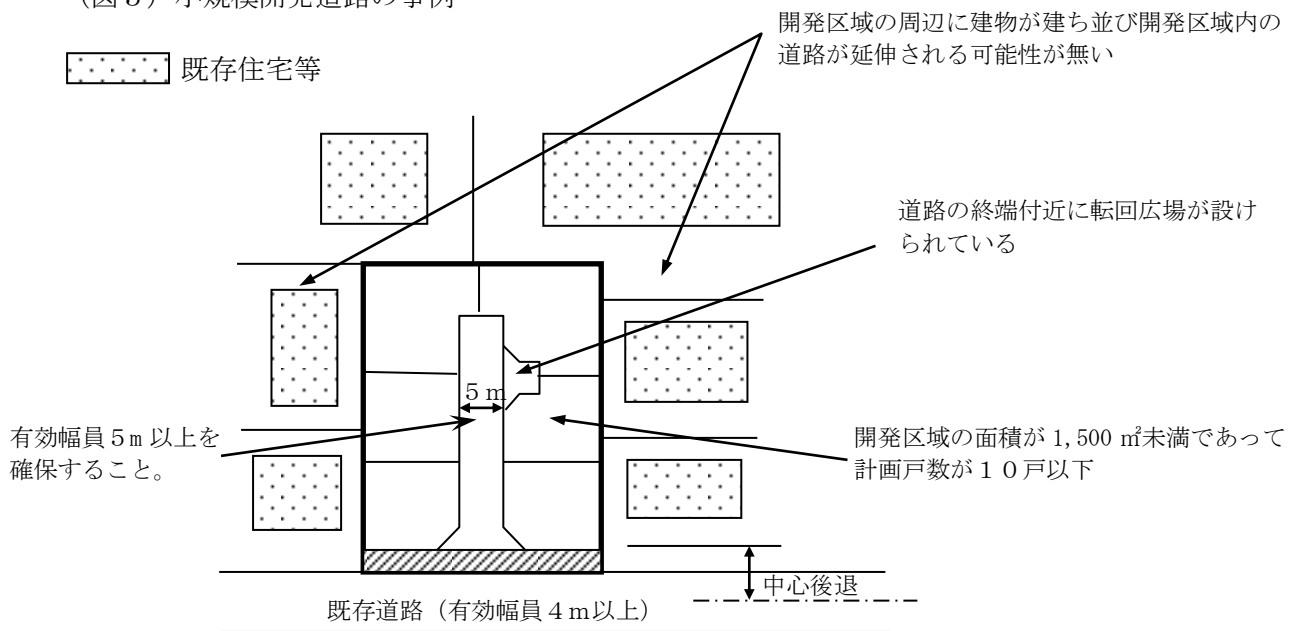 (図5)小規模開発道路の事例
開発区域の周辺に建物が建ち並び開発区域内の
道路が延伸される可能性が無い
既存住宅等
道路の終端付近に転回広場が設け
られている
5m
有効幅員5m以上を
確保すること。
開発区域の面積が 1,500 ㎡未満であって
計画戸数が10戸以下
中心後退
既存道路(有効幅員4m以上)